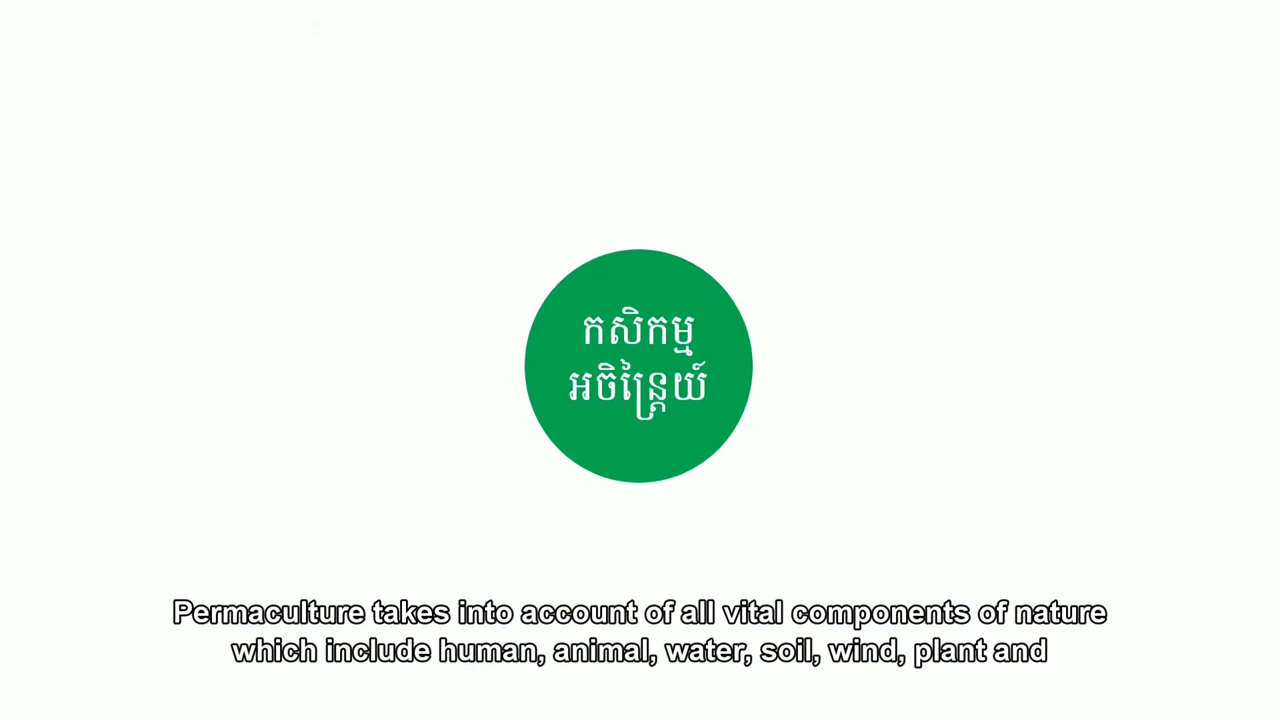 កសិកម្ម
អចិន្ត្រៃយ៍
Permaculture takes into account of all vital components of nature
which include human, animal, water, soil, wind, plant and